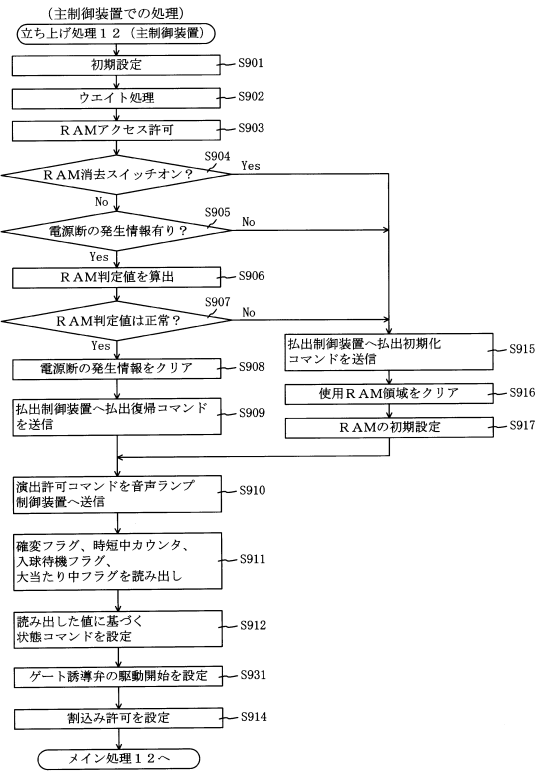 (主制御装置での処理)
立ち上げ処理12(主制御装置)
初期設定
S901
ウエイト処理
S902
RAMアクセス許可
S903
S904
RAM消去スイッチオン?
Yes
No
S905
電源断の発生情報有り?
No
Yes
RAM判定値を算出
S906
S907
RAM判定値は正常?
No
Yes
電源断の発生情報をクリア
S908
払出制御装置へ払出復帰コマンド
を送信
S909
払出制御装置へ払出初期化
コマンドを送信
S915
使用RAM領域をクリア
S916
RAMの初期設定
S917
演出許可コマンドを音声ランプ
制御装置へ送信
S910
確変フラグ、時短中カウンタ、
入球待機フラグ、
大当たり中フラグを読み出し
S911
読み出した値に基づく
状態コマンドを設定
S912
ゲート誘導弁の駆動開始を設定
S931
割込み許可を設定
S914
メイン処理12へ